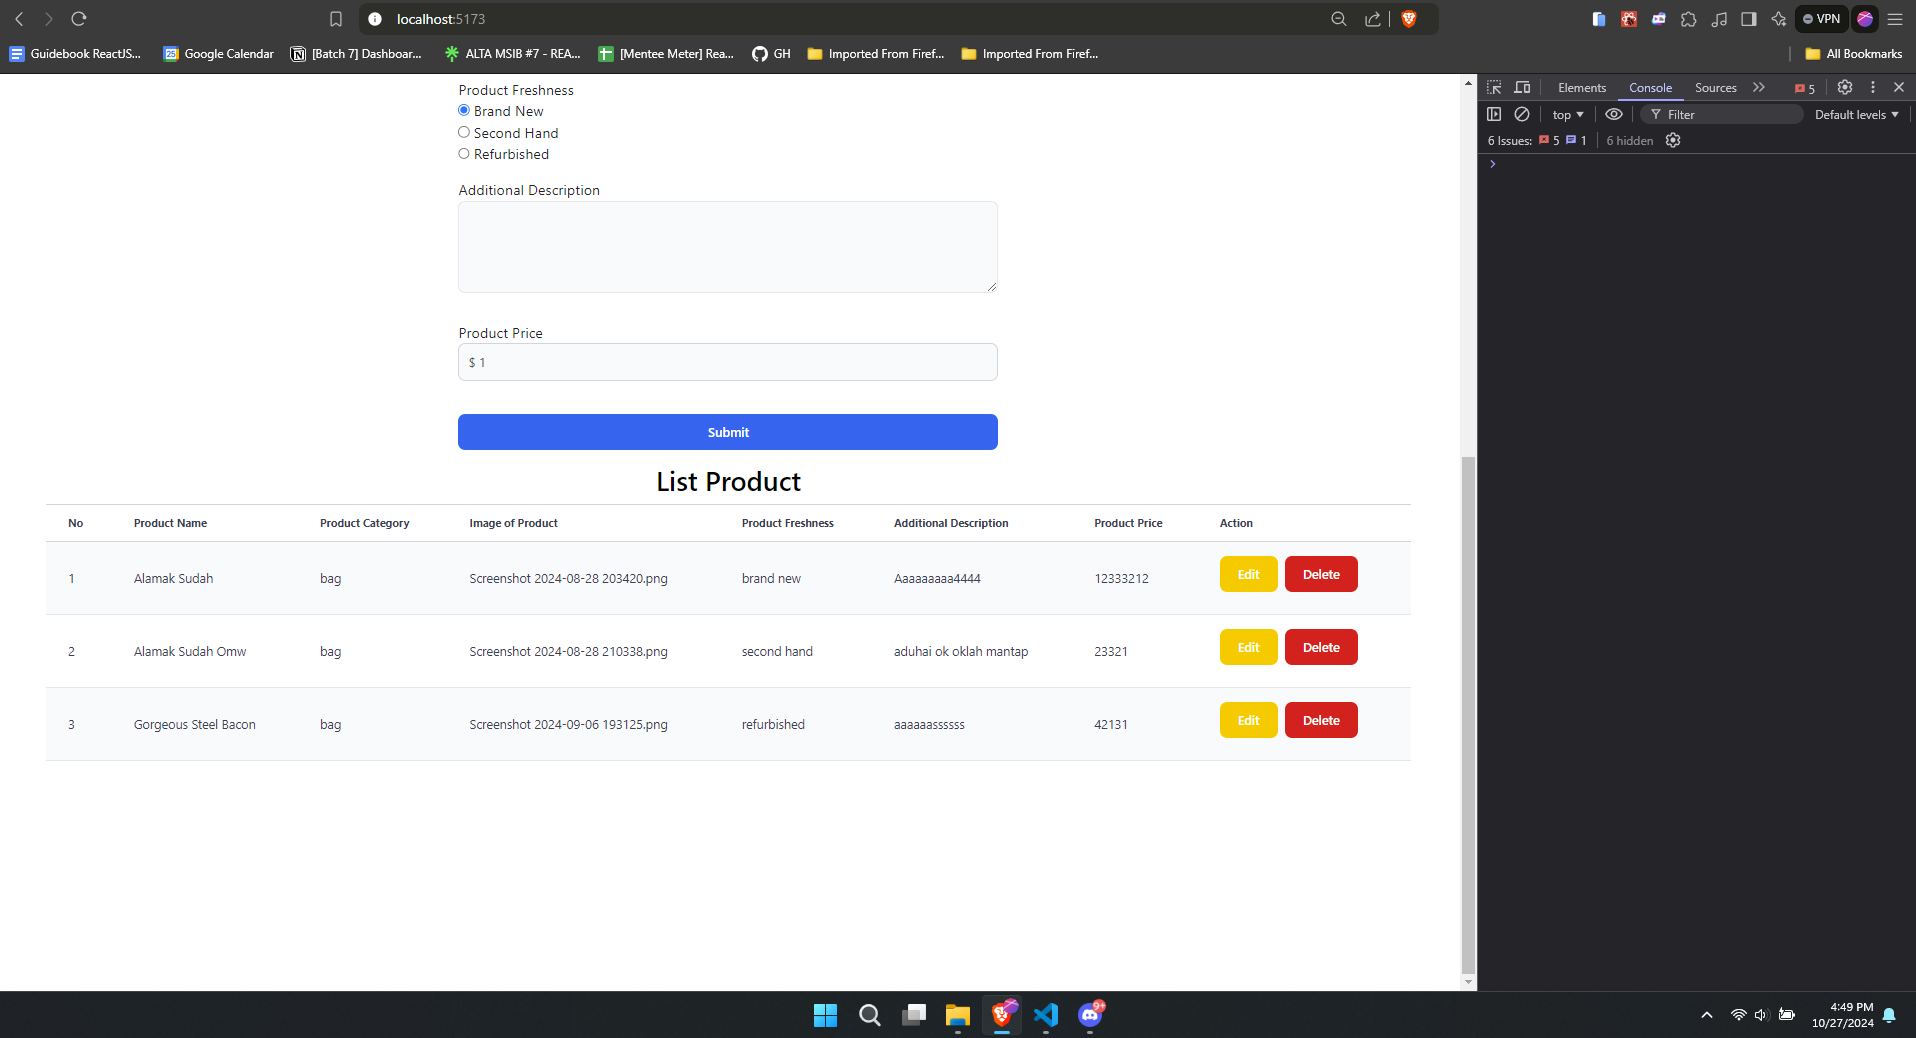 localhost:5173
VPN
Guidebook ReactJS...
Google Calendar
[Batch 7] Dashboar...
ALTA MSIB #7 - REA...
[Mentee Meter] Rea...
GH
Imported From Firef...
Imported From Firef...
All Bookmarks
Product Freshness
Brand New
Second Hand
Refurbished
Additional Description
Product Price
$ 1
Submit
List Product
No Product Name Product Category Image of Product Product Freshness Additional Description Product Price Action
1 Alamak Sudah bag Screenshot 2024-08-28 203420.png brand new Aaaaaaaaa4444 12333212 Edit Delete
2 Alamak Sudah Omw bag Screenshot 2024-08-28 210338.png second hand aduhai ok oklah mantap 23321 Edit Delete
3 Gorgeous Steel Bacon bag Screenshot 2024-09-06 193125.png refurbished aaaaaassssss 42131 Edit Delete
Elements Console Sources 5
top Filter Default levels
6 Issues: 5 1 6 hidden
9+
4:49 PM
10/27/2024